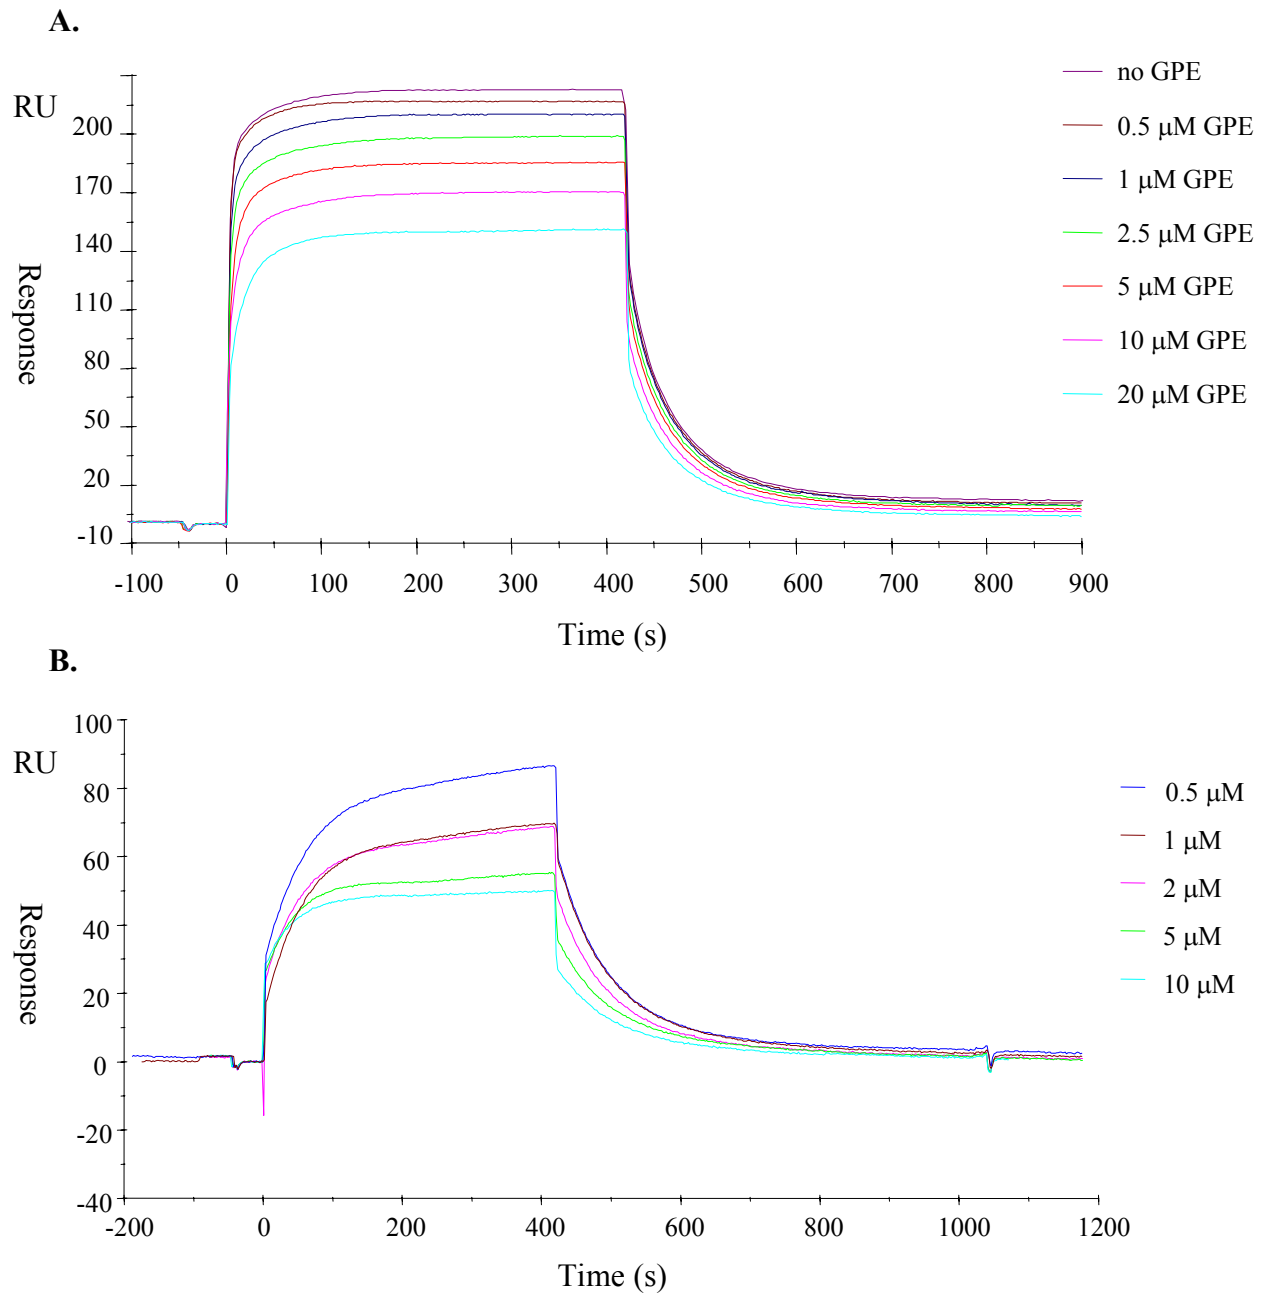 A.
RU
200
170
140
110
80
50
20
-10
Response
-100
0
100
200
300
400
500
600
700
800
900
Time (s)
no GPE
0.5 μM GPE
1 μM GPE
2.5 μM GPE
5 μM GPE
10 μM GPE
20 μM GPE
B.
RU
100
80
60
40
20
0
-20
-40
Response
-200
0
200
400
600
800
1000
1200
Time (s)
0.5 μM
1 μM
2 μM
5 μM
10 μM